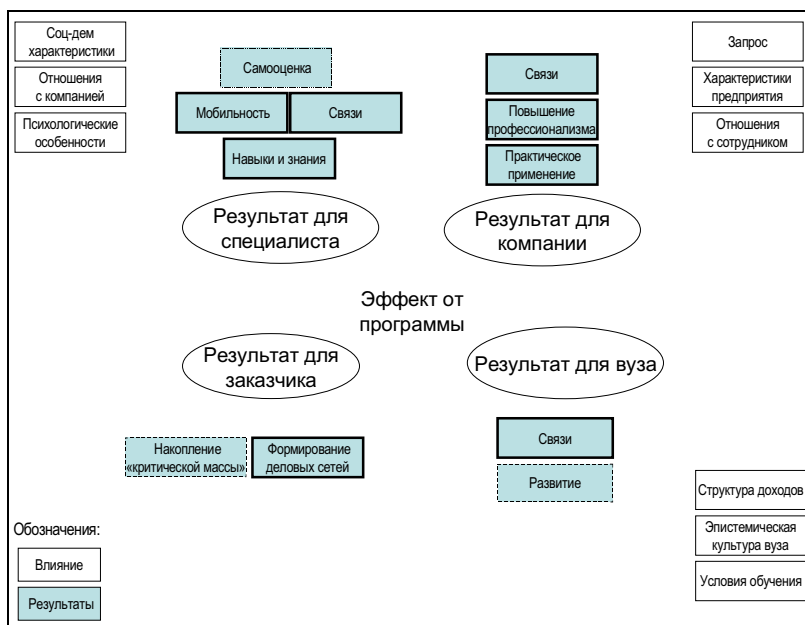 Соц-дем
характеристики
Отношения
с компанией
Психологические
особенности
Самооценка
Мобильность
Связи
Навыки и знания
Связи
Повышение
профессионализма
Практическое
применение
Запрос
Характеристики
предприятия
Отношения
с сотрудником
Результат для
специалиста
Результат для
компании
Эффект от
программы
Результат для
заказчика
Результат для вуза
Накопление
«критической массы»
Формирование
деловых сетей
Связи
Развитие
Структура доходов
Эпистемическая
культура вуза
Условия обучения
Обозначения:
Влияние
Результаты